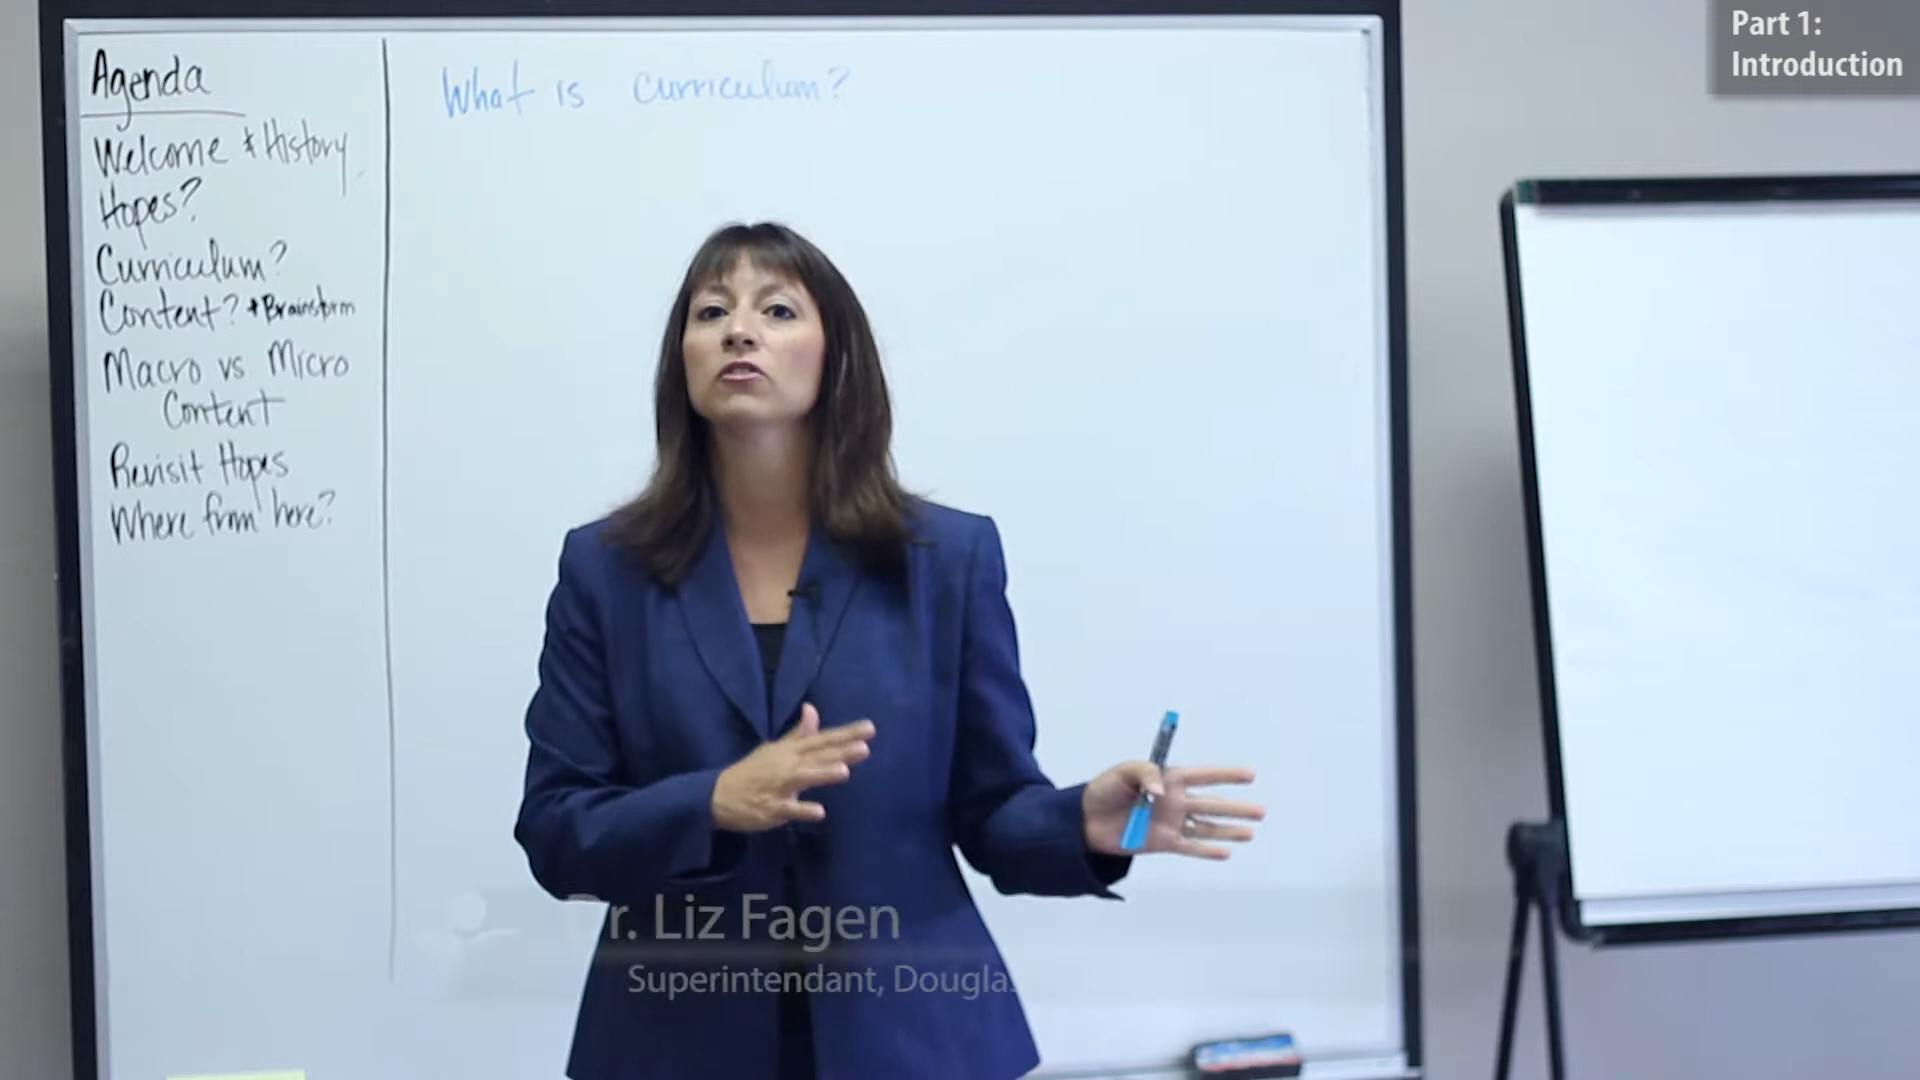 Part 1:
Introduction
Agenda
Welcome & History
Hopes?
Curriculum?
Content? & Brainstorm
Macro vs Micro
Content
Revisit Hopes
Where from here?
What is curriculum?
Dr. Liz Fagen
Superintendant, Douglas